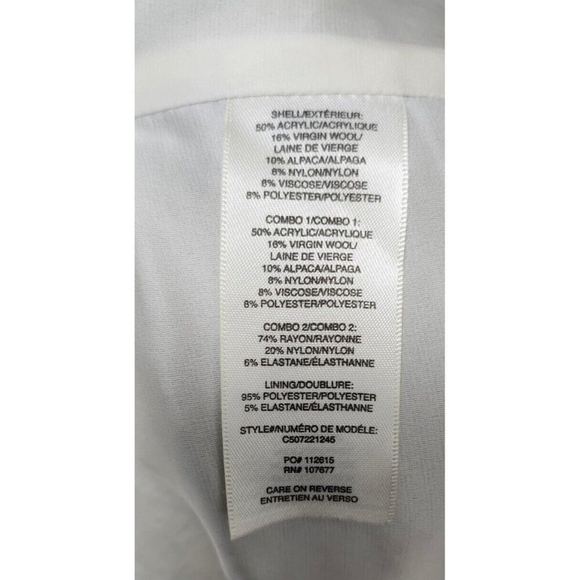 SHELL/EXTÉRIEUR:
50% ACRYLIC/ACRYLIQUE
16% VIRGIN WOOL/
LAINE DE VIERGE
10% ALPACA/ALPAGA
8% NYLON/NYLON
8% VISCOSE/VISCOSE
8% POLYESTER/POLYESTER
COMBO 1/COMBO 1:
50% ACRYLIC/ACRYLIQUE
16% VIRGIN WOOL/
LAINE DE VIERGE
10% ALPACA/ALPAGA
8% NYLON/NYLON
8% VISCOSE/VISCOSE
8% POLYESTER/POLYESTER
COMBO 2/COMBO 2:
74% RAYON/RAYONNE
20% NYLON/NYLON
6% ELASTANE/ÉLASTHANNE
LINING/DOUBLURE:
95% POLYESTER/POLYESTER
5% ELASTANE/ÉLASTHANNE
STYLE#/NUMÉRO DE MODÈLE:
C507221245
PO# 112615
RN# 107677
CARE ON REVERSE
ENTRETIEN AU VERSO